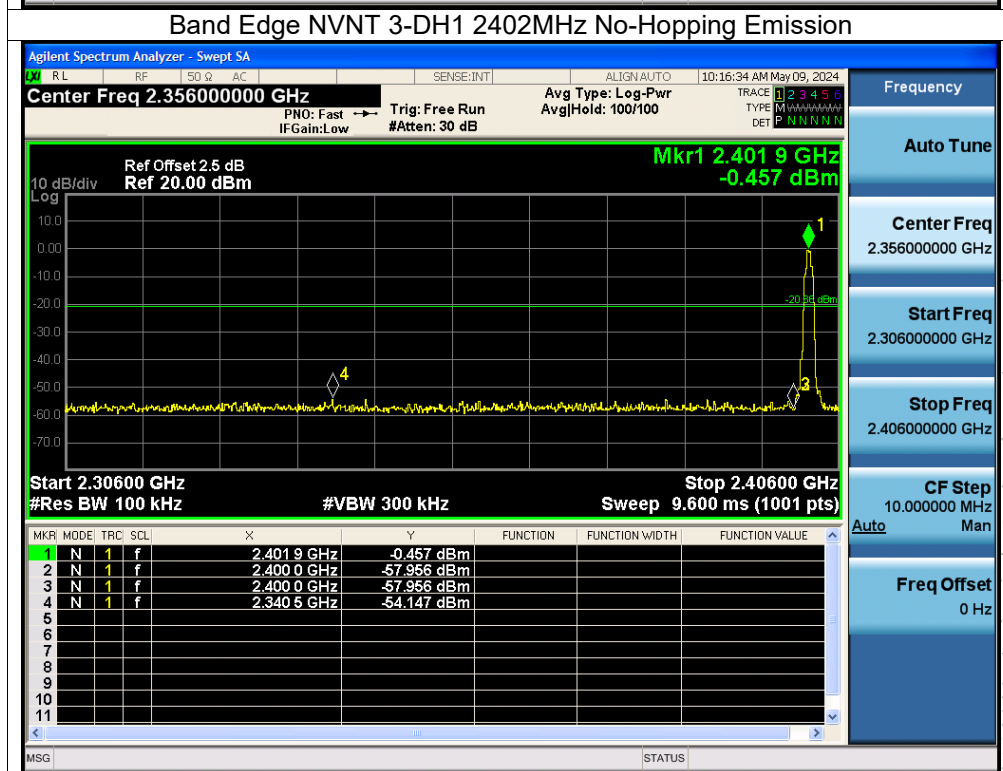 Band Edge NVNT 3-DH1 2402MHz No-Hopping Emission
Agilent Spectrum Analyzer - Swept SA
LXI RL RF 50 Ω AC SENSE:INT ALIGN AUTO 10:16:34 AM May 09, 2024
Center Freq 2.356000000 GHz Avg Type: Log-Pwr TRACE 1 2 3 4 5 6
PNO: Fast Trig: Free Run Avg|Hold: 100/100 TYPE M WWWWW
IFGain:Low #Atten: 30 dB DET P N N N N N
Mkr1 2.401 9 GHz
-0.457 dBm
Ref Offset 2.5 dB
10 dB/div Ref 20.00 dBm
Log
10.0
0.00
-10.0
-20.0
-30.0
-40.0
-50.0
-60.0
-70.0
1
-20.36 dBm
4
3
Start 2.30600 GHz Stop 2.40600 GHz
#Res BW 100 kHz #VBW 300 kHz Sweep 9.600 ms (1001 pts)
MKR MODE TRC SCL X Y FUNCTION FUNCTION WIDTH FUNCTION VALUE
1 N 1 f 2.401 9 GHz -0.457 dBm
2 N 1 f 2.400 0 GHz -57.956 dBm
3 N 1 f 2.400 0 GHz -57.956 dBm
4 N 1 f 2.340 5 GHz -54.147 dBm
5
6
7
8
9
10
11
MSG STATUS
Frequency
Auto Tune
Center Freq
2.356000000 GHz
Start Freq
2.306000000 GHz
Stop Freq
2.406000000 GHz
CF Step
10.000000 MHz
Auto Man
Freq Offset
0 Hz